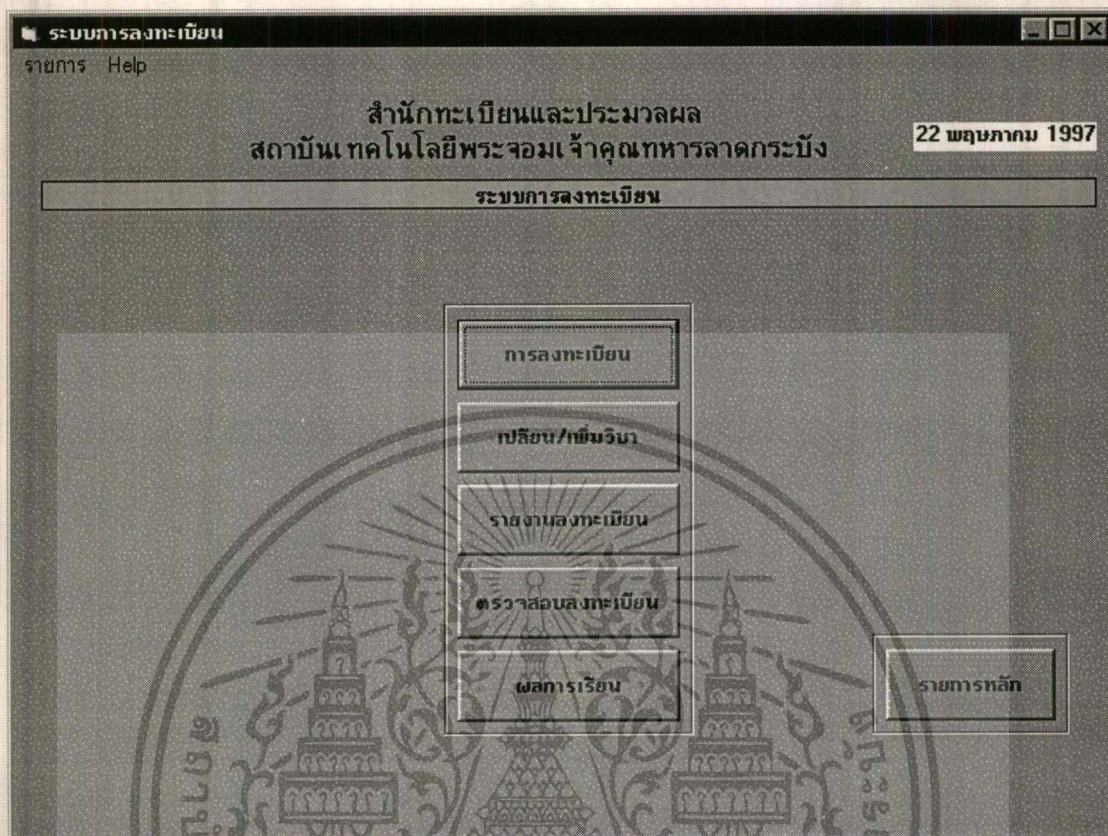 ระบบการลงทะเบียน
รายการ Help
สำนักทะเบียนและประมวลผล
สถาบันเทคโนโลยีพระจอมเจ้าคุณทหารลาดกระบัง
22 พฤษภาคม 1997
ระบบการลงทะเบียน
การลงทะเบียน
เปลี่ยน/เพิ่มวิชา
รายงานลงทะเบียน
ตรวจสอบลงทะเบียน
ผลการเรียน
รายการหลัก